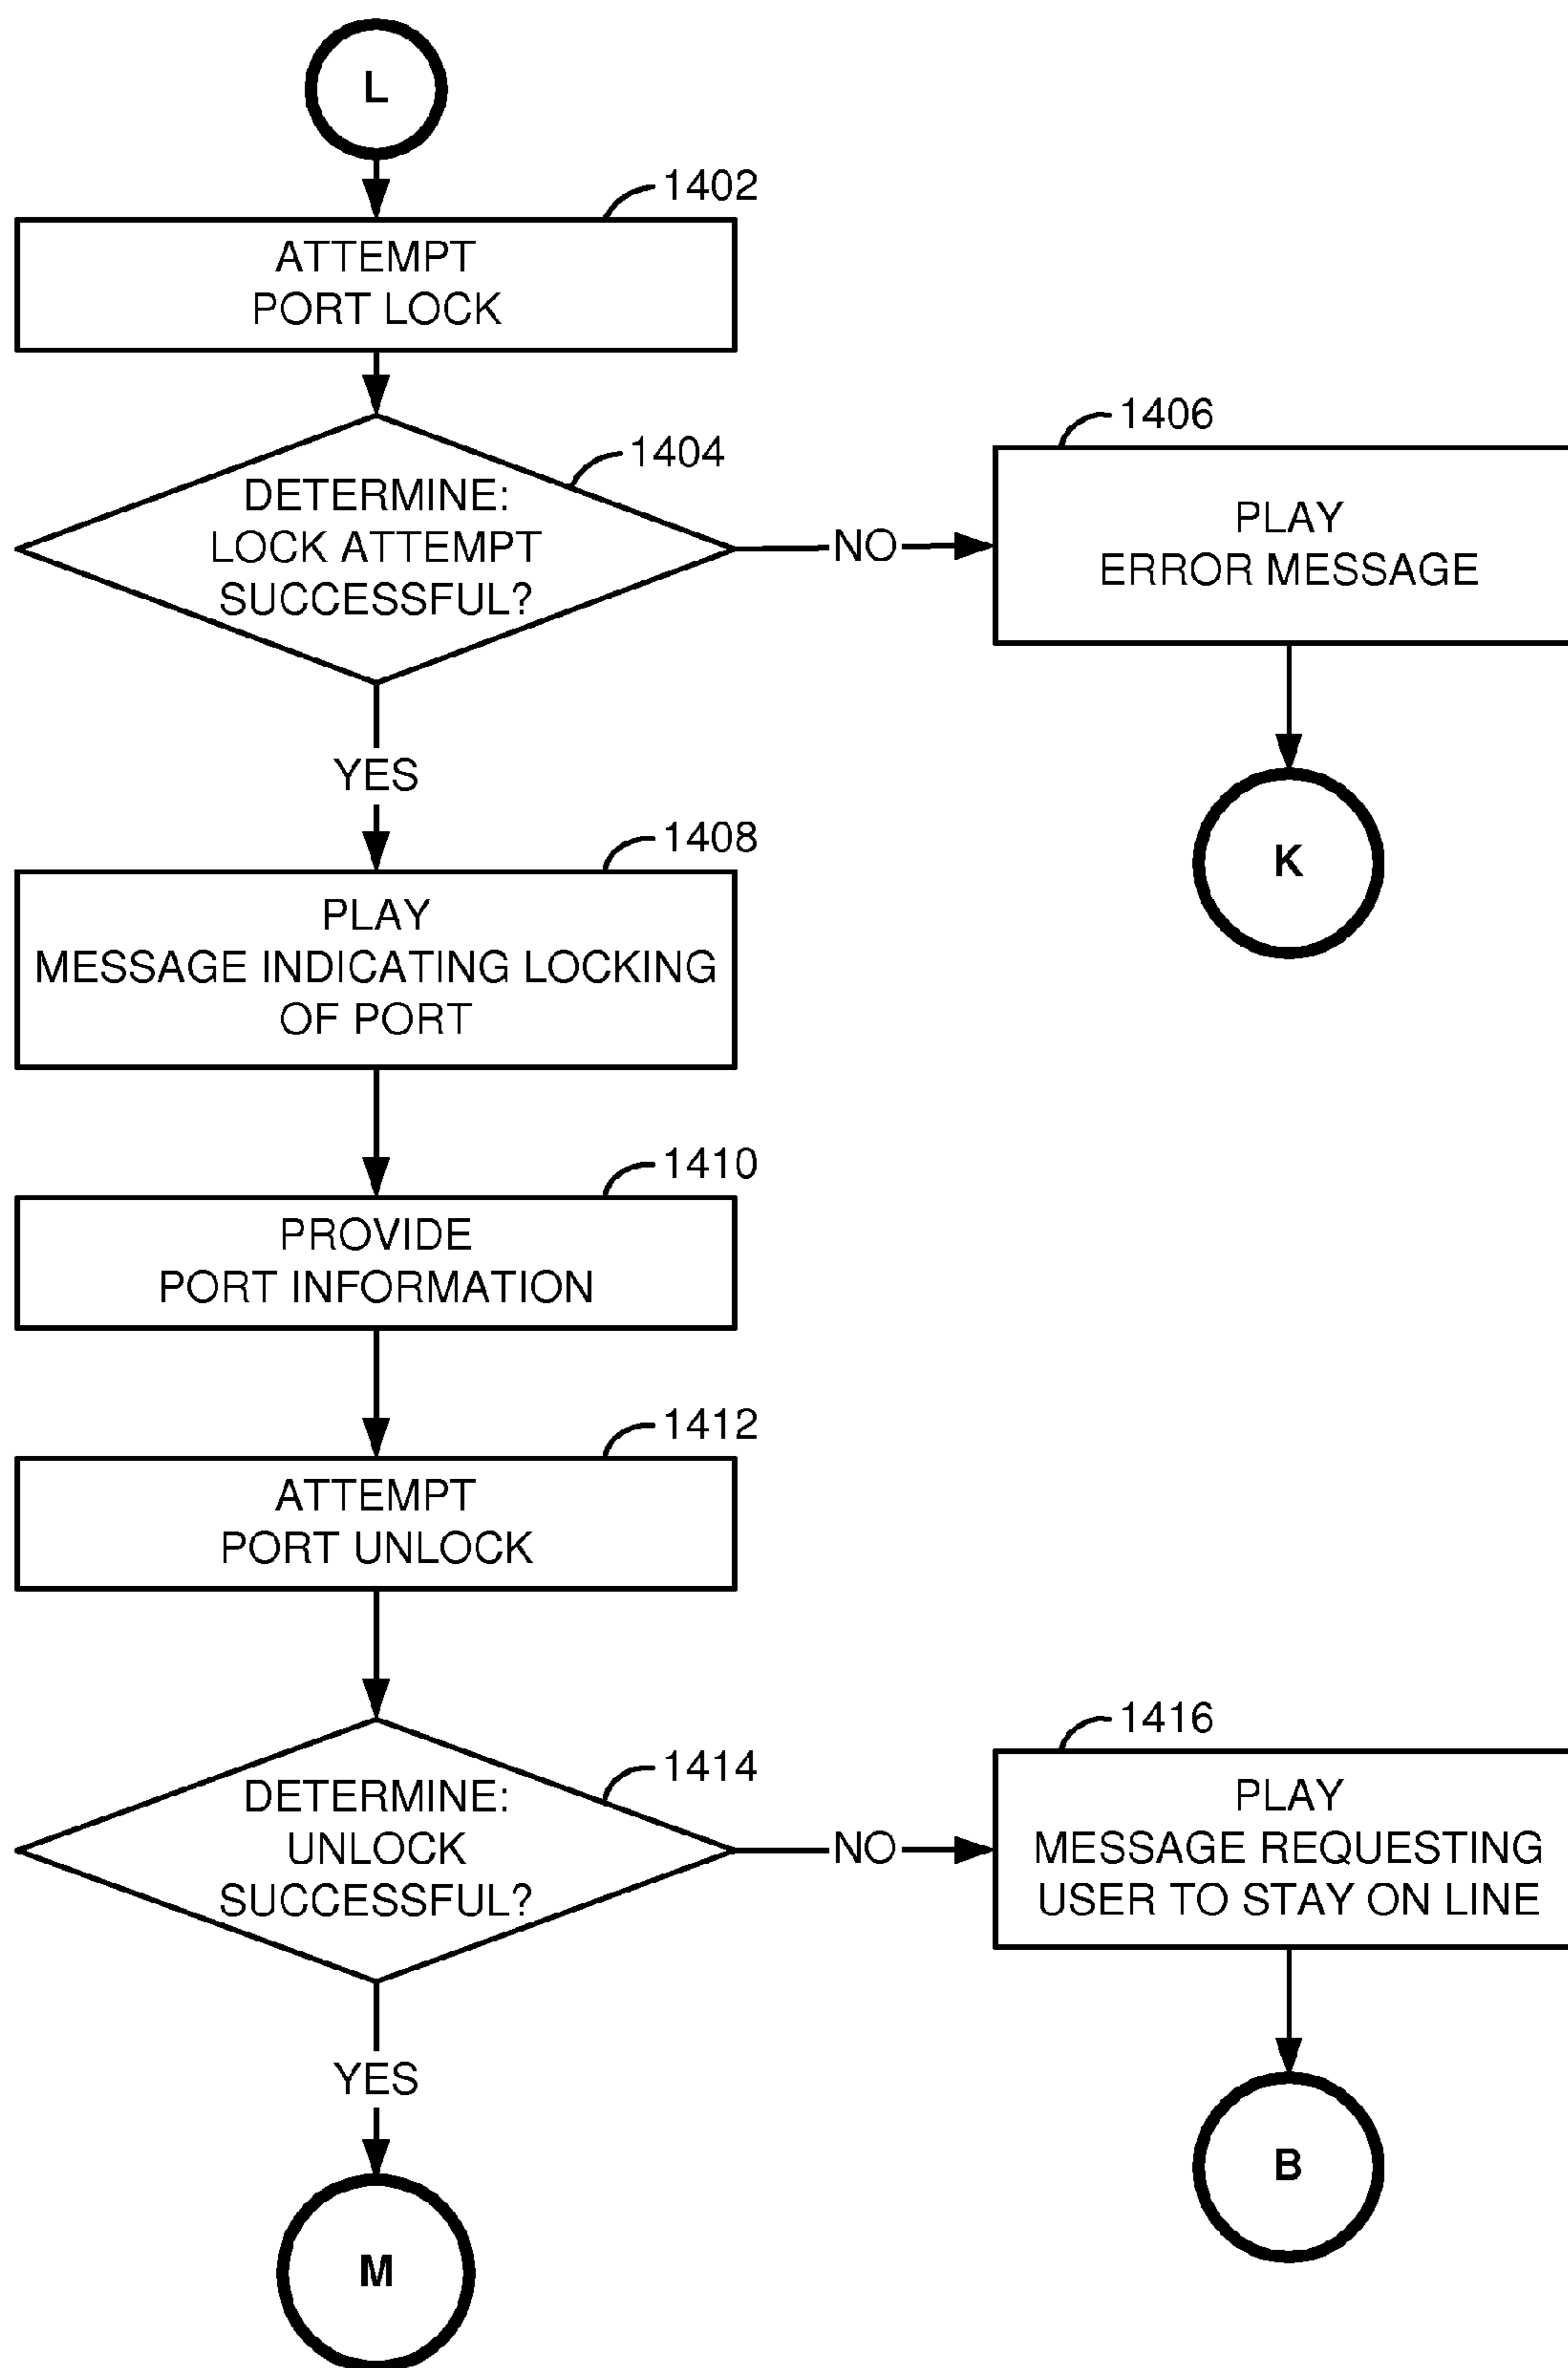 L
1402
ATTEMPT
PORT LOCK
1404
DETERMINE:
LOCK ATTEMPT
SUCCESSFUL?
NO
1406
PLAY
ERROR MESSAGE
K
YES
1408
PLAY
MESSAGE INDICATING LOCKING
OF PORT
1410
PROVIDE
PORT INFORMATION
1412
ATTEMPT
PORT UNLOCK
1414
DETERMINE:
UNLOCK
SUCCESSFUL?
NO
1416
PLAY
MESSAGE REQUESTING
USER TO STAY ON LINE
B
YES
M